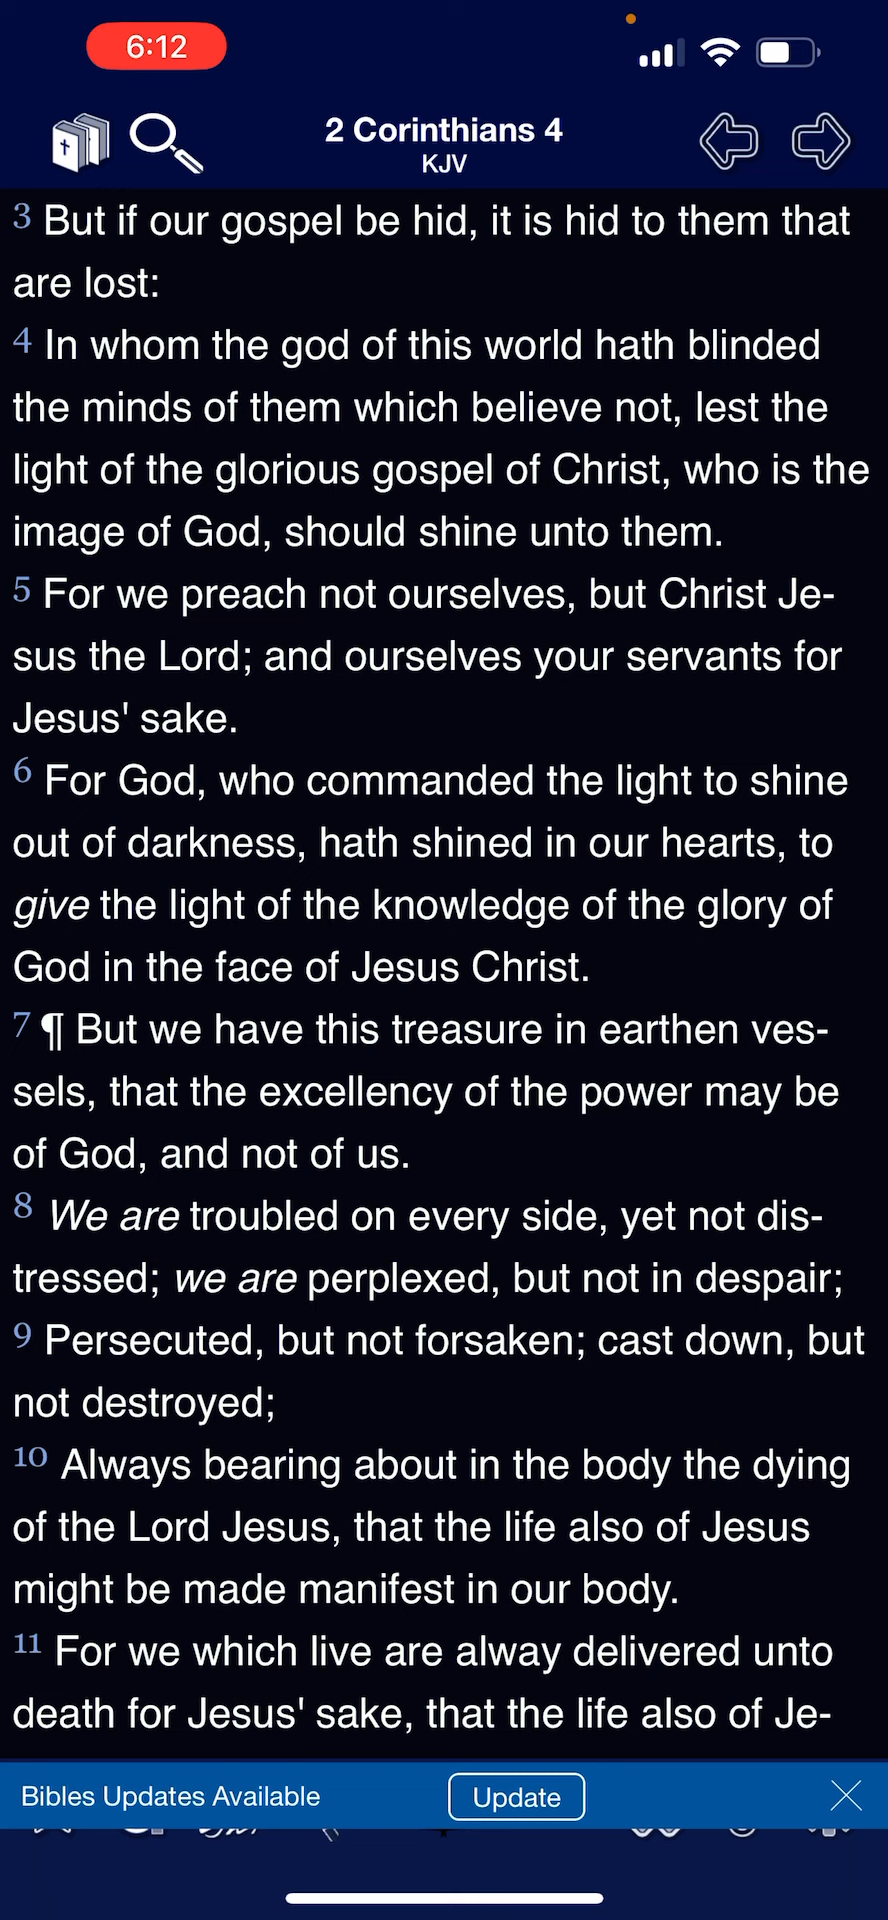 6:12
2 Corinthians 4
KJV
3 But if our gospel be hid, it is hid to them that
are lost:
4 In whom the god of this world hath blinded
the minds of them which believe not, lest the
light of the glorious gospel of Christ, who is the
image of God, should shine unto them.
5 For we preach not ourselves, but Christ Je-
sus the Lord; and ourselves your servants for
Jesus' sake.
6 For God, who commanded the light to shine
out of darkness, hath shined in our hearts, to
give the light of the knowledge of the glory of
God in the face of Jesus Christ.
7 ¶ But we have this treasure in earthen ves-
sels, that the excellency of the power may be
of God, and not of us.
8 We are troubled on every side, yet not dis-
tressed; we are perplexed, but not in despair;
9 Persecuted, but not forsaken; cast down, but
not destroyed;
10 Always bearing about in the body the dying
of the Lord Jesus, that the life also of Jesus
might be made manifest in our body.
11 For we which live are alway delivered unto
death for Jesus' sake, that the life also of Je-
Bibles Updates Available
Update